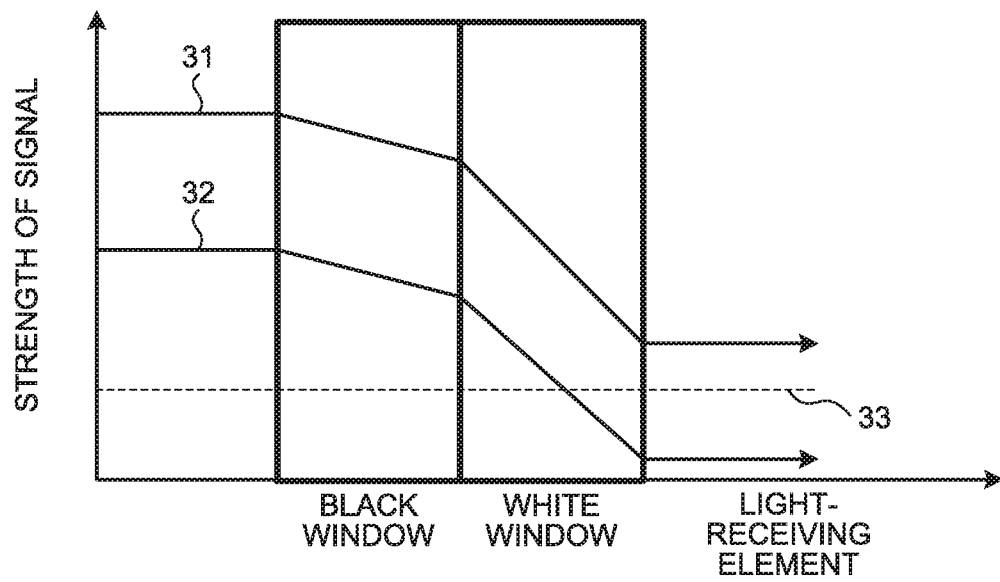 STRENGTH OF SIGNAL
31
32
33
BLACK
WINDOW
WHITE
WINDOW
LIGHT-
RECEIVING
ELEMENT